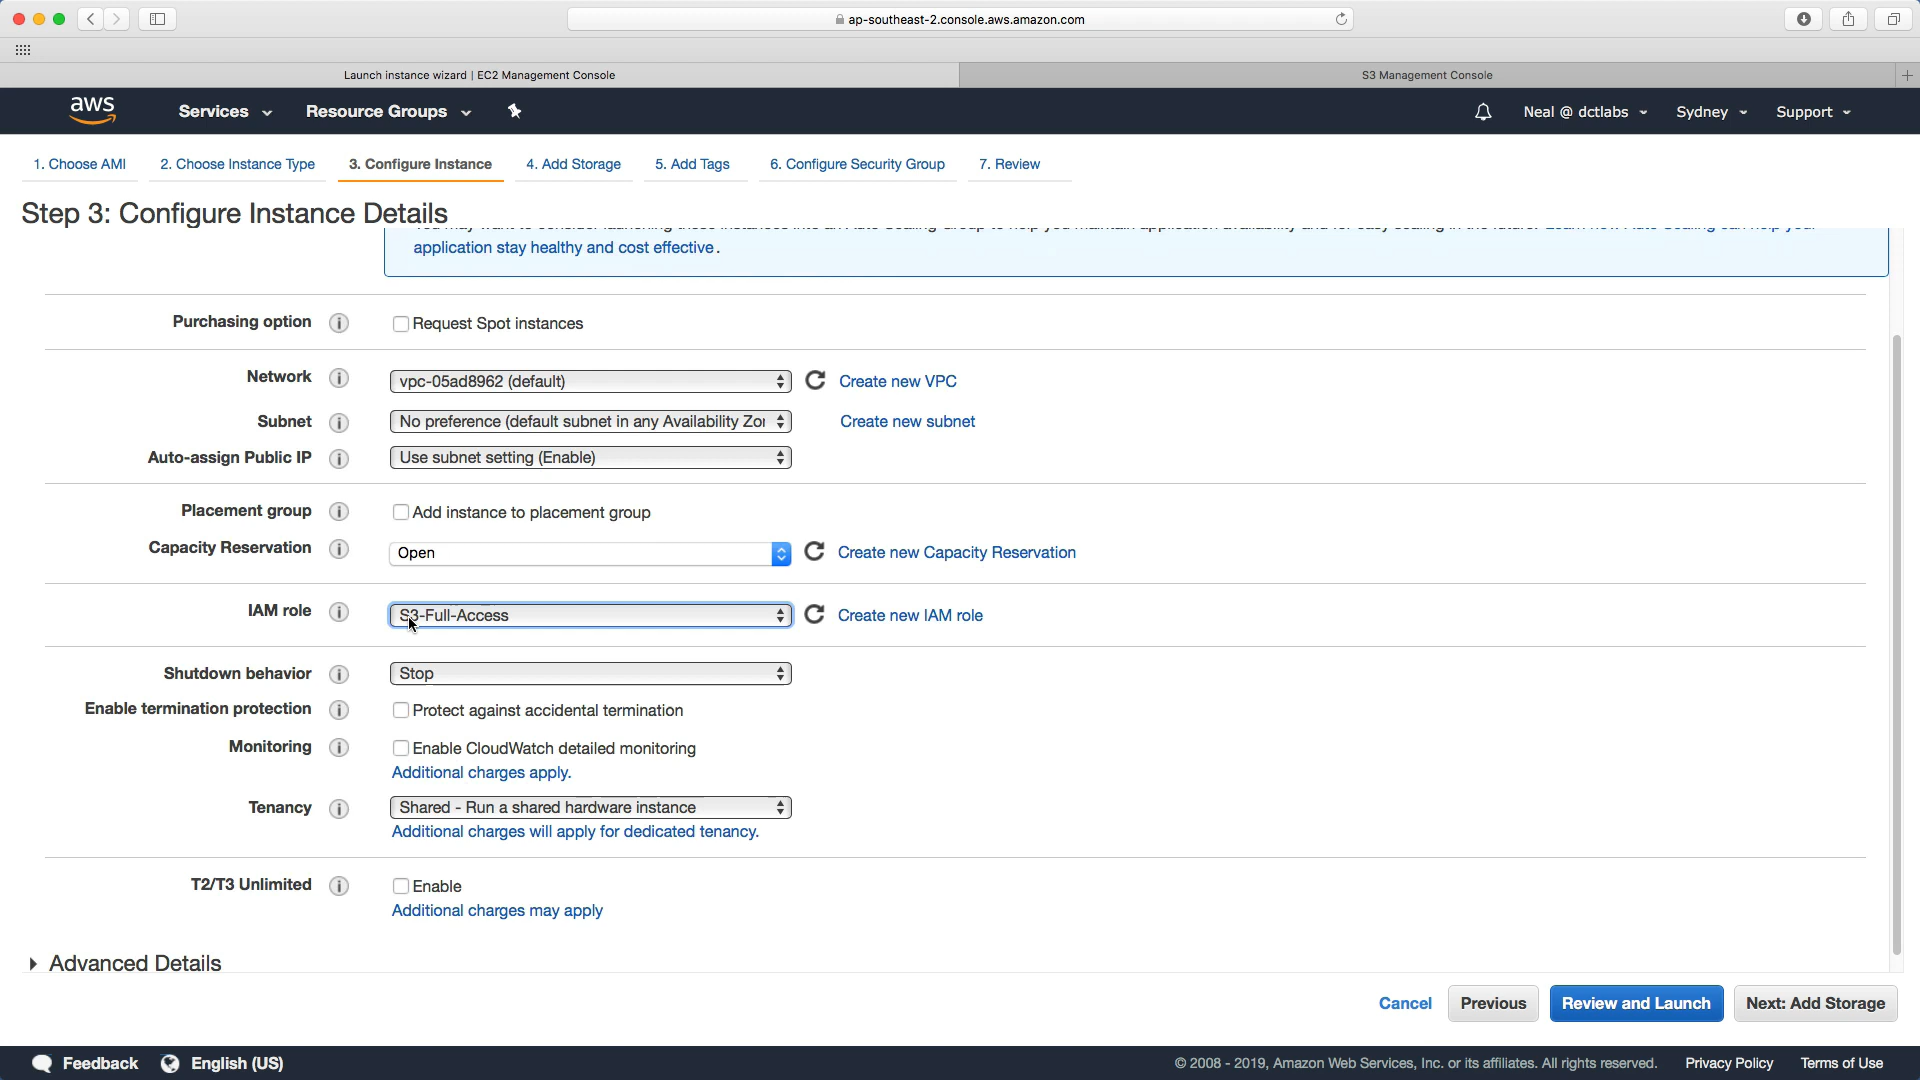 ap-southeast-2.console.aws.amazon.com
Launch instance wizard | EC2 Management Console
S3 Management Console
aws
Services
Resource Groups
Neal @ dctlabs
Sydney
Support
1. Choose AMI
2. Choose Instance Type
3. Configure Instance
4. Add Storage
5. Add Tags
6. Configure Security Group
7. Review
Step 3: Configure Instance Details
application stay healthy and cost effective.
Purchasing option
Request Spot instances
Network
vpc-05ad8962 (default)
Create new VPC
Subnet
No preference (default subnet in any Availability Zo
Create new subnet
Auto-assign Public IP
Use subnet setting (Enable)
Placement group
Add instance to placement group
Capacity Reservation
Open
Create new Capacity Reservation
IAM role
S3-Full-Access
Create new IAM role
Shutdown behavior
Stop
Enable termination protection
Protect against accidental termination
Monitoring
Enable CloudWatch detailed monitoring
Additional charges apply.
Tenancy
Shared - Run a shared hardware instance
Additional charges will apply for dedicated tenancy.
T2/T3 Unlimited
Enable
Additional charges may apply
Advanced Details
Cancel
Previous
Review and Launch
Next: Add Storage
Feedback
English (US)
© 2008 - 2019, Amazon Web Services, Inc. or its affiliates. All rights reserved.
Privacy Policy
Terms of Use